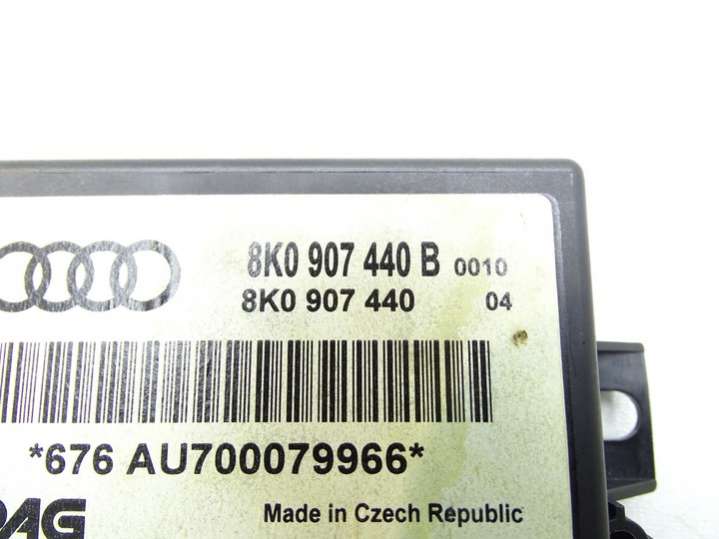 8K0 907 440 B 0010
8K0 907 440 04
*676 AU700079966*
Made in Czech Republic